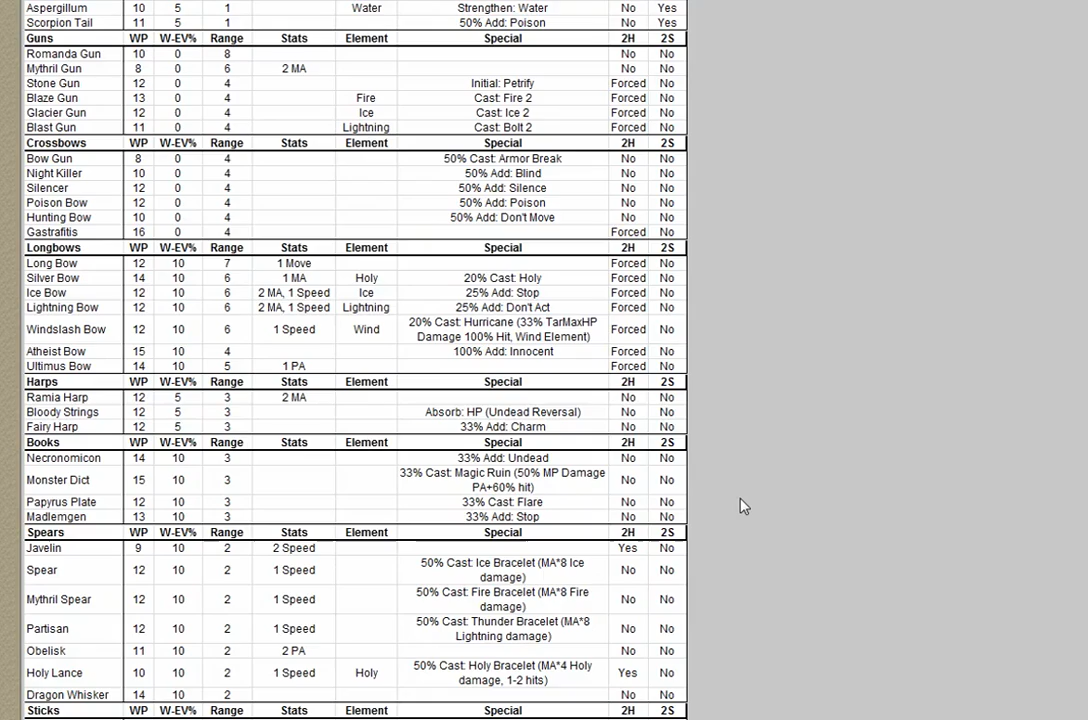 Aspergillum 10 5 1 Water Strengthen: Water No Yes
Scorpion Tail 11 5 1 50% Add: Poison No Yes
Guns WP W-EV% Range Stats Element Special 2H 2S
Romanda Gun 10 0 8 No No
Mythril Gun 8 0 6 2 MA No No
Stone Gun 12 0 4 Initial: Petrify Forced No
Blaze Gun 13 0 4 Fire Cast: Fire 2 Forced No
Glacier Gun 12 0 4 Ice Cast: Ice 2 Forced No
Blast Gun 11 0 4 Lightning Cast: Bolt 2 Forced No
Crossbows WP W-EV% Range Stats Element Special 2H 2S
Bow Gun 8 0 4 50% Cast: Armor Break No No
Night Killer 10 0 4 50% Add: Blind No No
Silencer 12 0 4 50% Add: Silence No No
Poison Bow 12 0 4 50% Add: Poison No No
Hunting Bow 10 0 4 50% Add: Don't Move No No
Gastrafitis 16 0 4 Forced No
Longbows WP W-EV% Range Stats Element Special 2H 2S
Long Bow 12 10 7 1 Move Forced No
Silver Bow 14 10 6 1 MA Holy 20% Cast: Holy Forced No
Ice Bow 12 10 6 2 MA, 1 Speed Ice 25% Add: Stop Forced No
Lightning Bow 12 10 6 2 MA, 1 Speed Lightning 25% Add: Don't Act Forced No
Windslash Bow 12 10 6 1 Speed Wind 20% Cast: Hurricane (33% TarMaxHP
Damage 100% Hit, Wind Element) Forced No
Atheist Bow 15 10 4 100% Add: Innocent Forced No
Ultimus Bow 14 10 5 1 PA Forced No
Harps WP W-EV% Range Stats Element Special 2H 2S
Ramia Harp 12 5 3 2 MA No No
Bloody Strings 12 5 3 Absorb: HP (Undead Reversal) No No
Fairy Harp 12 5 3 33% Add: Charm No No
Books WP W-EV% Range Stats Element Special 2H 2S
Necronomicon 14 10 3 33% Add: Undead No No
Monster Dict 15 10 3 33% Cast: Magic Ruin (50% MP Damage
PA+60% hit) No No
Papyrus Plate 12 10 3 33% Cast: Flare No No
Madlemgen 13 10 3 33% Add: Stop No No
Spears WP W-EV% Range Stats Element Special 2H 2S
Javelin 9 10 2 2 Speed Yes No
Spear 12 10 2 1 Speed 50% Cast: Ice Bracelet (MA*8 Ice
damage) No No
Mythril Spear 12 10 2 1 Speed 50% Cast: Fire Bracelet (MA*8 Fire
damage) No No
Partisan 12 10 2 1 Speed 50% Cast: Thunder Bracelet (MA*8
Lightning damage) No No
Obelisk 11 10 2 2 PA No No
Holy Lance 10 10 2 1 Speed Holy 50% Cast: Holy Bracelet (MA*4 Holy
damage, 1-2 hits) Yes No
Dragon Whisker 14 10 2 No No
Sticks WP W-EV% Range Stats Element Special 2H 2S